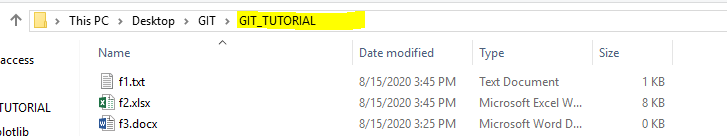 This PC > Desktop > GIT > GIT_TUTORIAL
access
Name Date modified Type Size
f1.txt 8/15/2020 3:45 PM Text Document 1 KB
TUTORIAL f2.xlsx 8/15/2020 3:45 PM Microsoft Excel W... 8 KB
f3.docx 8/15/2020 3:25 PM Microsoft Word D... 0 KB
plotlib